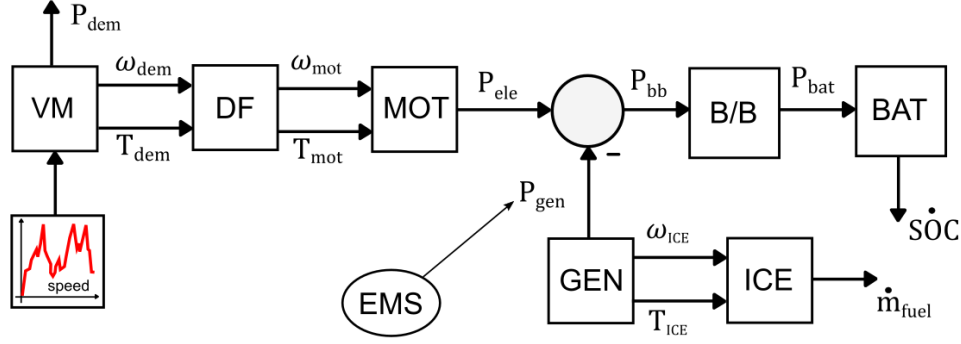 P_dem
ω_dem
ω_mot
P_ele
P_bb
P_bat
VM
DF
MOT
B/B
BAT
T_dem
T_mot
-
P_gen
SȮC
speed
EMS
GEN
ω_ICE
ICE
T_ICE
ṁ_fuel